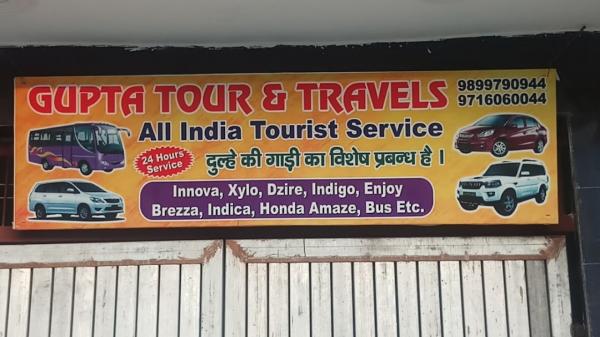 GUPTA TOUR & TRAVELS
9899790944
9716060044
All India Tourist Service
24 Hours
Service
दुल्हे की गाड़ी का विशेष प्रबन्ध है ।
Innova, Xylo, Dzire, Indigo, Enjoy
Brezza, Indica, Honda Amaze, Bus Etc.